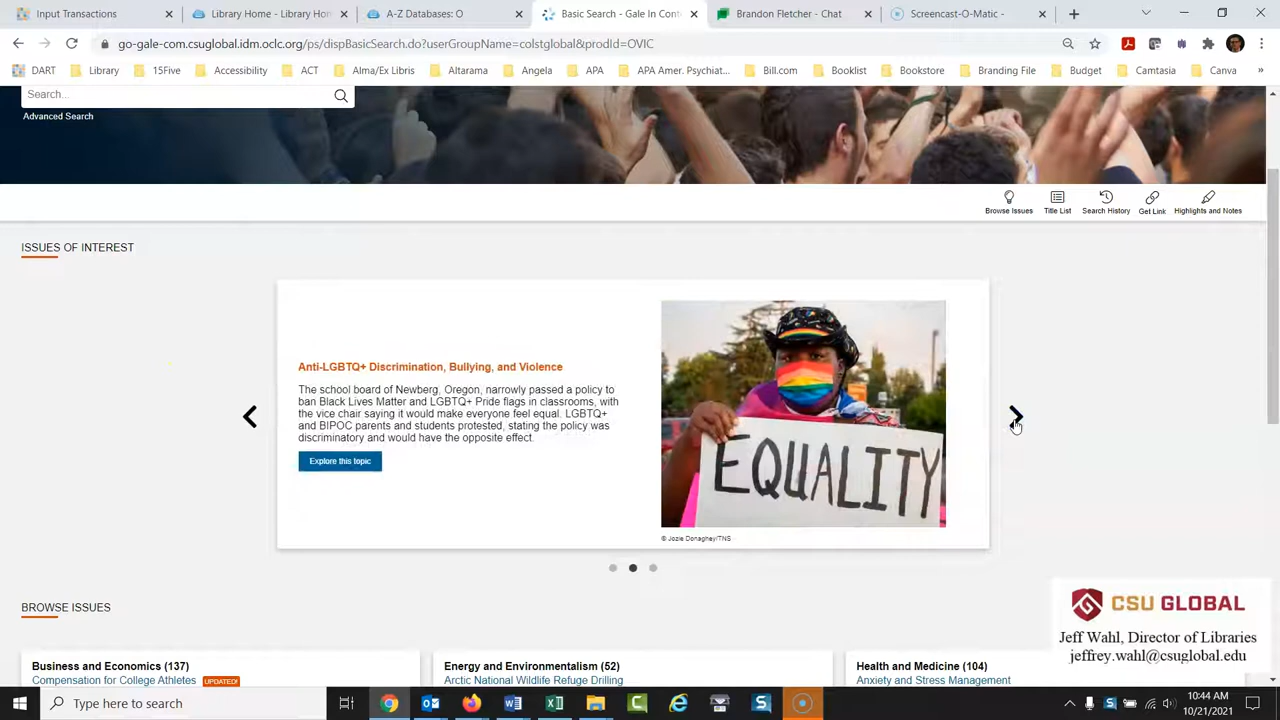 Input Transactions
Library Home - Library Hom
A-Z Databases: O
Basic Search - Gale In Cont
Brandon Fletcher - Chat
Screencast-O-Matic -
go-gale-com.csuglobal.idm.oclc.org/ps/dispBasicSearch.do?userGroupName=csuglobal&prodId=OVIC
DART
Library
15Five
Accessibility
ACT
Alma/Ex Libris
Altarama
Angela
APA
APA Amer. Psychiat...
Bill.com
Booklist
Bookstore
Branding File
Budget
Camtasia
Canva
»
Search...
Advanced Search
Browse Issues
Title List
Search History
Get Link
Highlights and Notes
ISSUES OF INTEREST
Anti-LGBTQ+ Discrimination, Bullying, and Violence
The school board of Newberg, Oregon, narrowly passed a policy to
ban Black Lives Matter and LGBTQ+ Pride flags in classrooms, with
the vice chair saying it would make everyone feel equal. LGBTQ+
and BIPOC parents and students protested, stating the policy was
discriminatory and would have the opposite effect.
Explore this topic
EQUALITY
© Jozie Donaghey/TNS
BROWSE ISSUES
CSU GLOBAL
Jeff Wahl, Director of Libraries
jeffrey.wahl@csuglobal.edu
Business and Economics (137)
Compensation for College Athletes UPDATED!
Energy and Environmentalism (52)
Arctic National Wildlife Refuge Drilling
Health and Medicine (104)
Anxiety and Stress Management
Type here to search
10:44 AM
10/21/2021